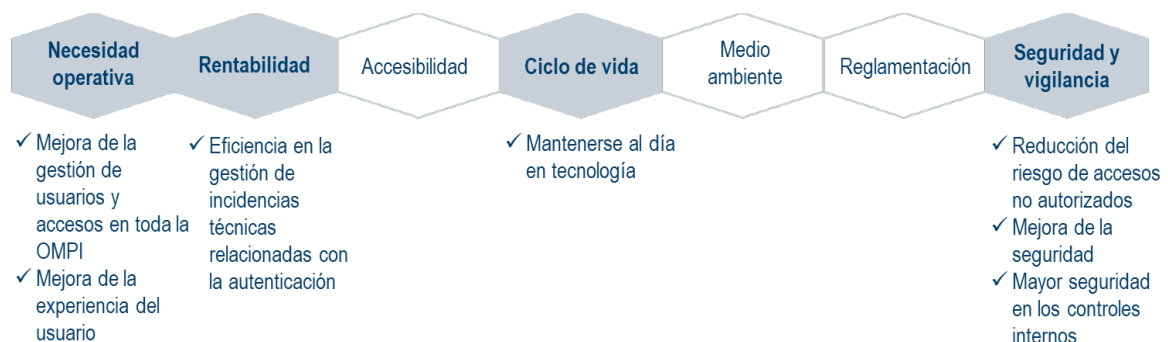 Necesidad
operativa
Rentabilidad
Accesibilidad
Ciclo de vida
Medio
ambiente
Reglamentación
Seguridad y
vigilancia
✓ Mejora de la
gestión de
usuarios y
accesos en toda la
OMPI
✓ Mejora de la
experiencia del
usuario
✓ Eficiencia en la
gestión de
incidencias
técnicas
relacionadas con
la autenticación
✓ Mantenerse al día
en tecnología
✓ Reducción del
riesgo de accesos
no autorizados
✓ Mejora de la
seguridad
✓ Mayor seguridad
en los controles
internos